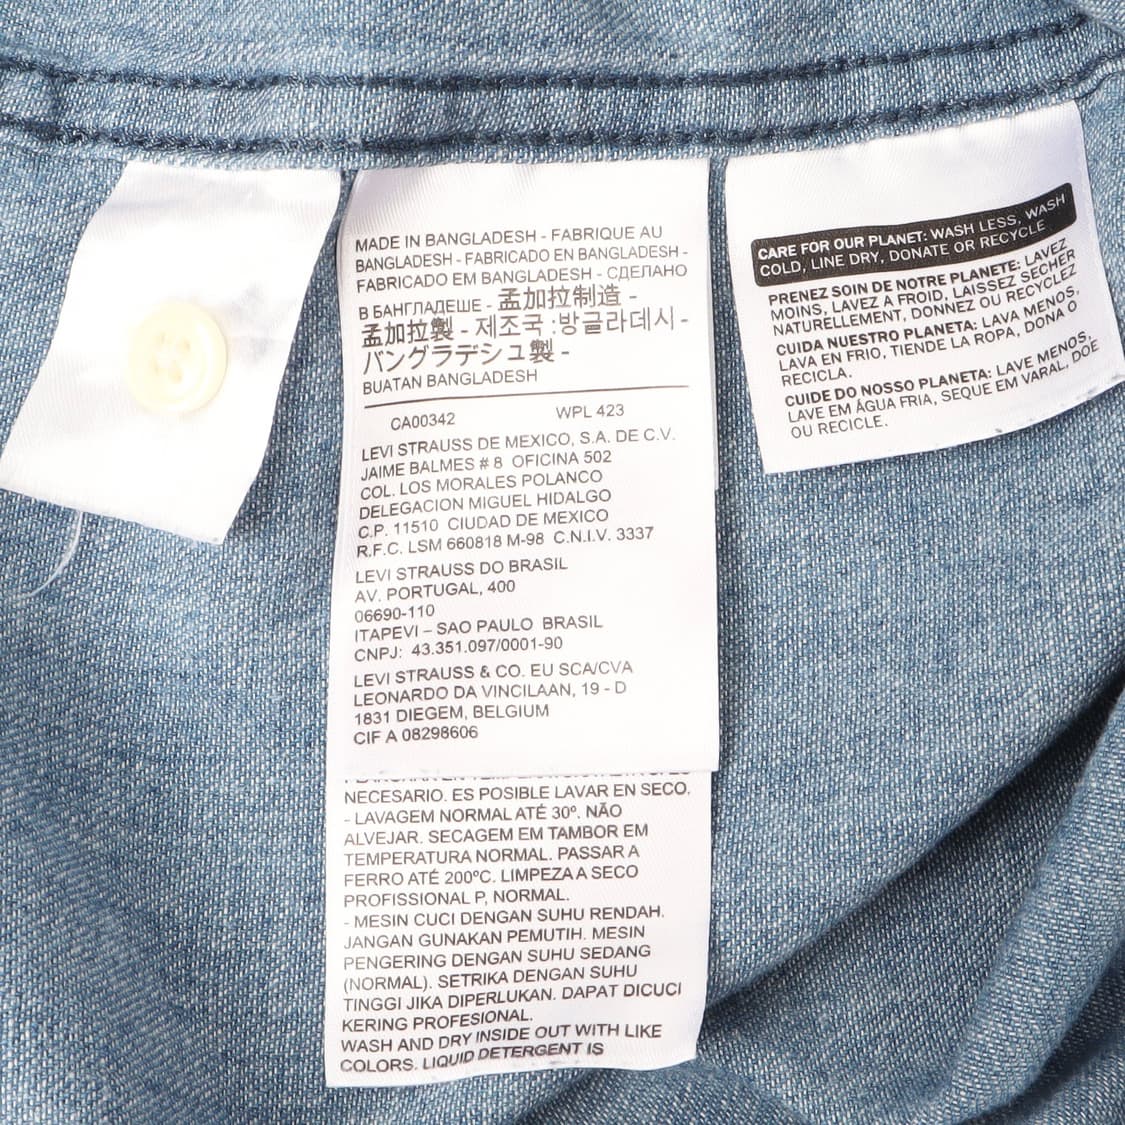 MADE IN BANGLADESH - FABRIQUE AU
BANGLADESH - FABRICADO EN BANGLADESH -
FABRICADO EM BANGLADESH - СДЕЛАНО
В БАНГЛАДЕШЕ - 孟加拉制造 -
孟加拉製 - 제조국 :방글라데시 -
バングラデシュ製 -
BUATAN BANGLADESH
CA00342 WPL 423
LEVI STRAUSS DE MEXICO, S.A. DE C.V.
JAIME BALMES # 8 OFICINA 502
COL. LOS MORALES POLANCO
DELEGACION MIGUEL HIDALGO
C.P. 11510 CIUDAD DE MEXICO
R.F.C. LSM 660818 M-98 C.N.I.V. 3337
LEVI STRAUSS DO BRASIL
AV. PORTUGAL, 400
06690-110
ITAPEVI – SAO PAULO BRASIL
CNPJ: 43.351.097/0001-90
LEVI STRAUSS & CO. EU SCA/CVA
LEONARDO DA VINCILAAN, 19 - D
1831 DIEGEM, BELGIUM
CIF A 08298606
NECESARIO. ES POSIBLE LAVAR EN SECO.
- LAVAGEM NORMAL ATÉ 30º. NÃO
ALVEJAR. SECAGEM EM TAMBOR EM
TEMPERATURA NORMAL. PASSAR A
FERRO ATÉ 200ºC. LIMPEZA A SECO
PROFISSIONAL P, NORMAL.
- MESIN CUCI DENGAN SUHU RENDAH.
JANGAN GUNAKAN PEMUTIH. MESIN
PENGERING DENGAN SUHU SEDANG
(NORMAL). SETRIKA DENGAN SUHU
TINGGI JIKA DIPERLUKAN. DAPAT DICUCI
KERING PROFESIONAL.
WASH AND DRY INSIDE OUT WITH LIKE
COLORS. LIQUID DETERGENT IS
CARE FOR OUR PLANET: WASH LESS, WASH
COLD, LINE DRY, DONATE OR RECYCLE
PRENEZ SOIN DE NOTRE PLANETE: LAVEZ
MOINS, LAVEZ A FROID, LAISSEZ SECHER
NATURELLEMENT, DONNEZ OU RECYCLEZ
CUIDA NUESTRO PLANETA: LAVA MENOS,
LAVA EN FRIO, TIENDE LA ROPA, DONA O
RECICLA.
CUIDE DO NOSSO PLANETA: LAVE MENOS,
LAVE EM ÁGUA FRIA, SEQUE EM VARAL, DOE
OU RECICLE.